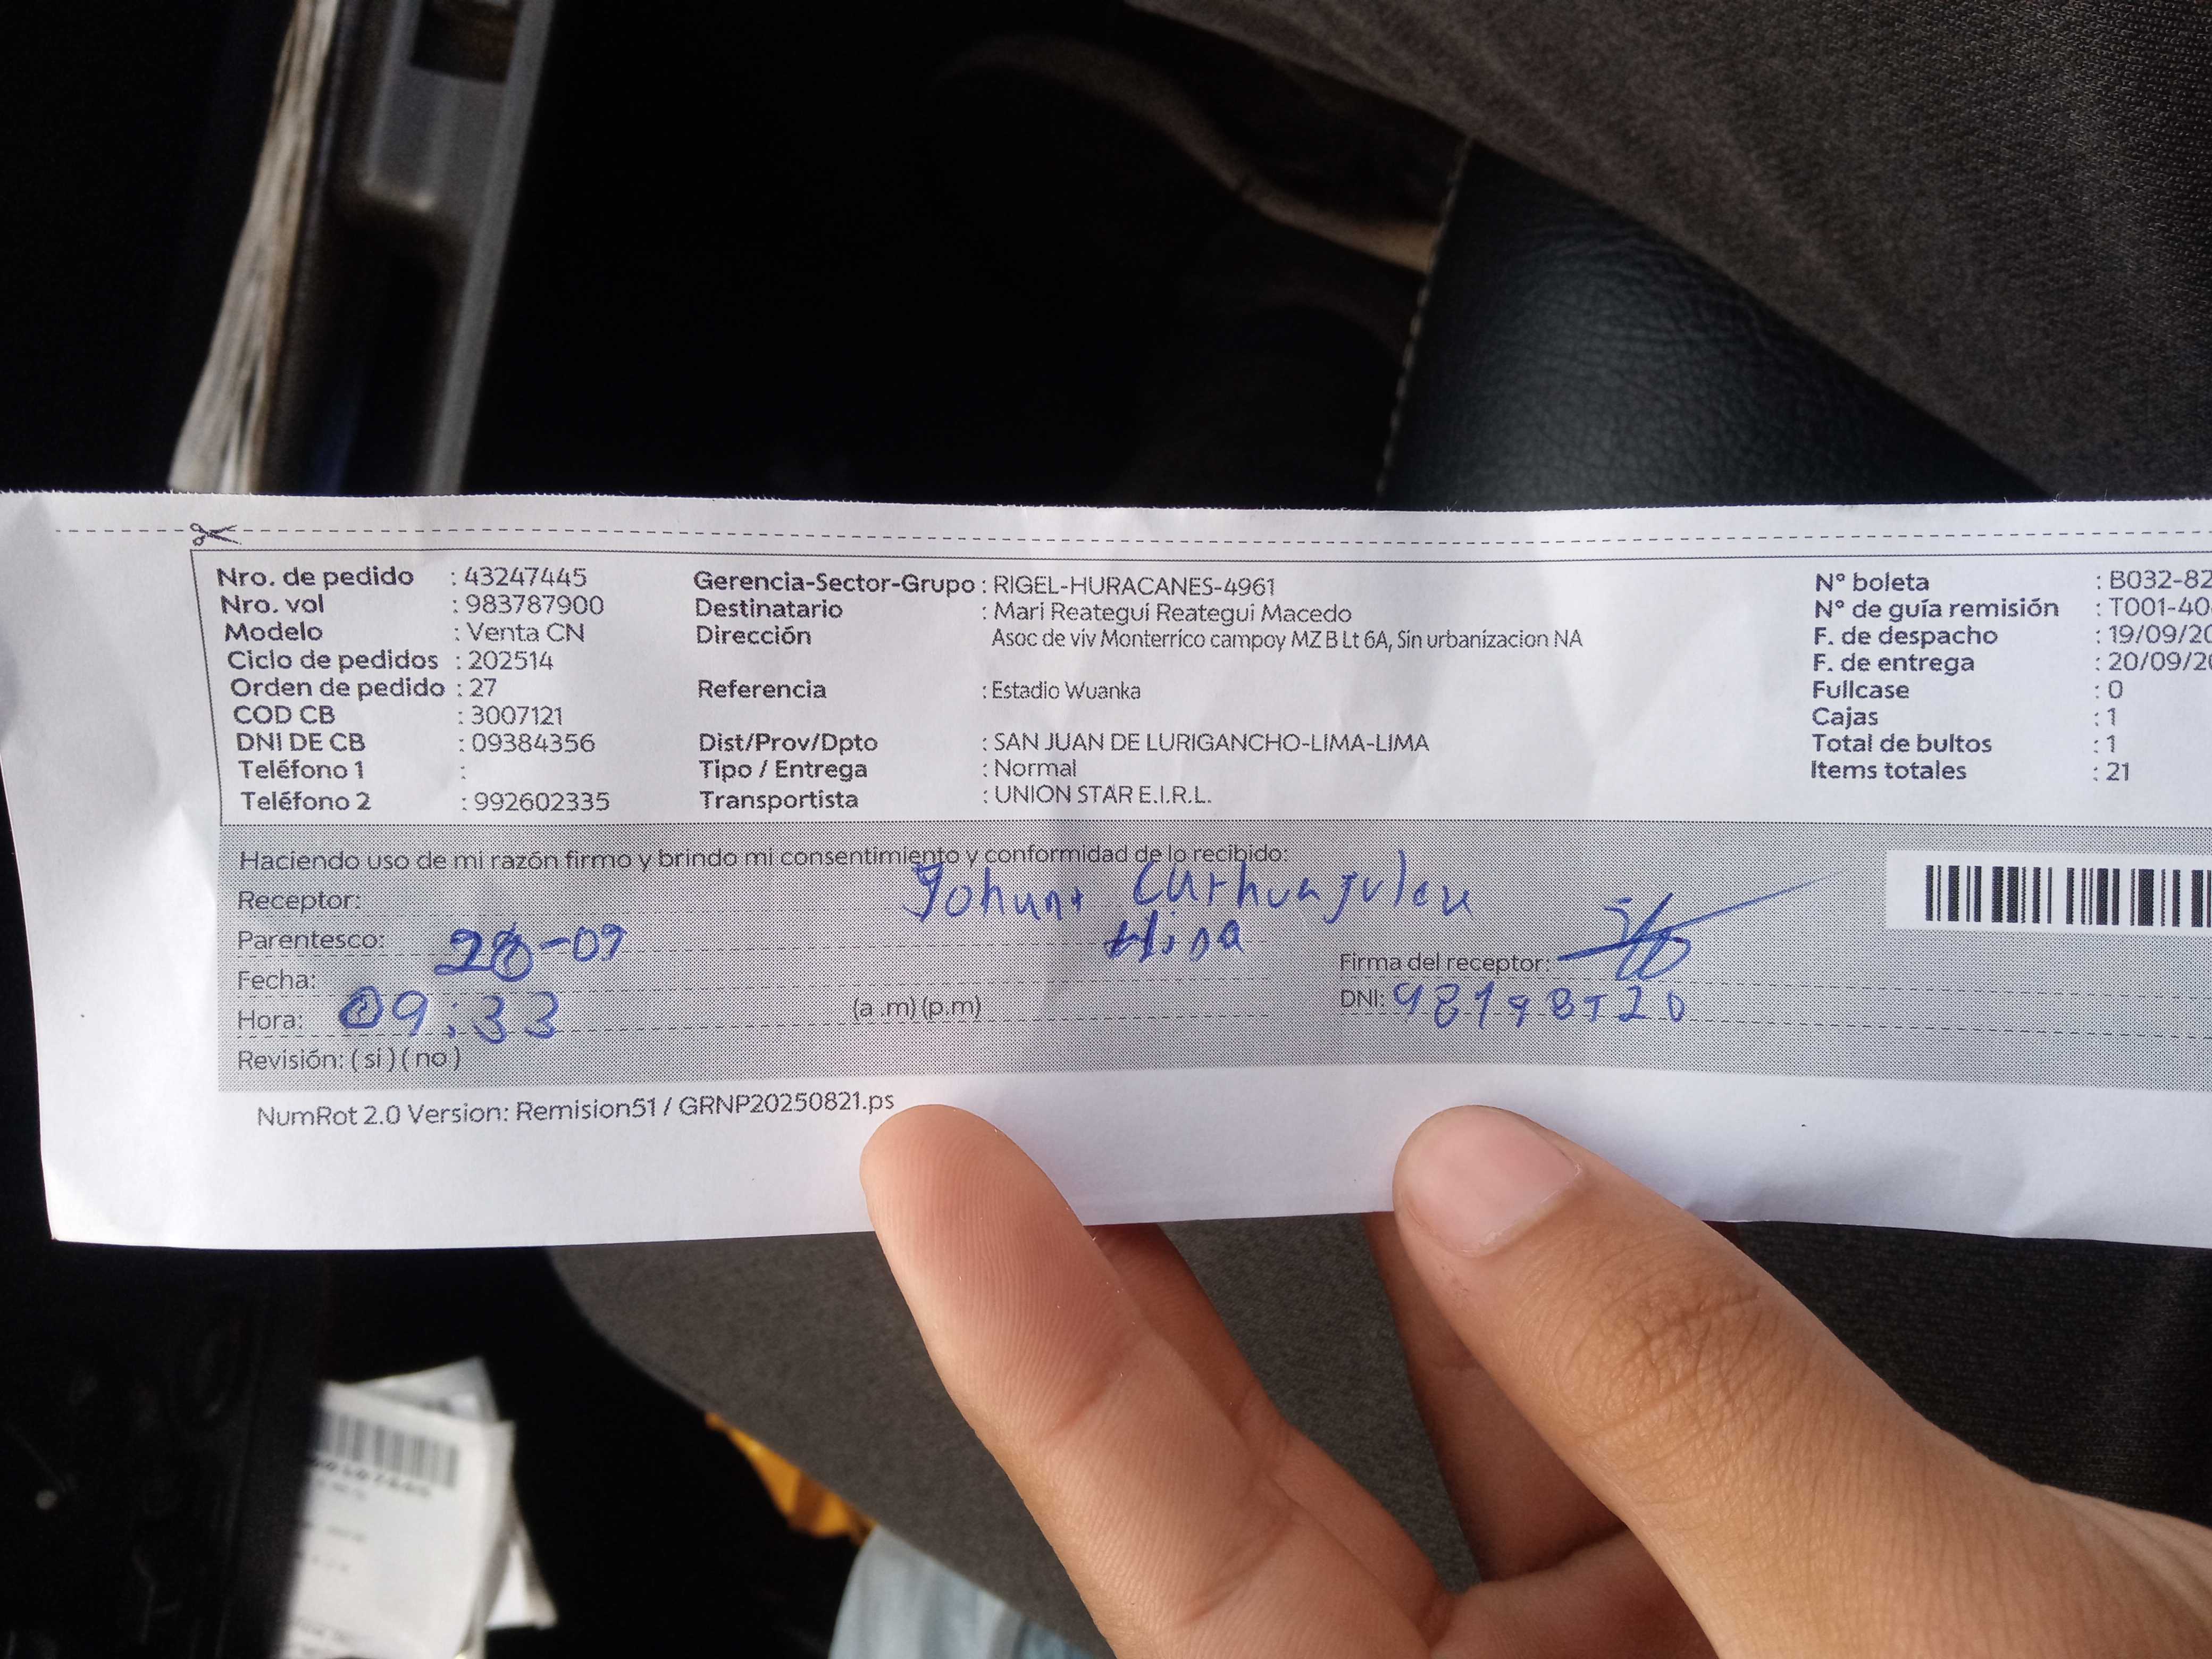 Nro. de pedido : 43247445
Nro. vol : 983787900
Modelo : Venta CN
Ciclo de pedidos : 202514
Orden de pedido : 27
COD CB : 3007121
DNI DE CB : 09384356
Teléfono 1 :
Teléfono 2 : 992602335
Gerencia-Sector-Grupo : RIGEL-HURACANES-4961
Destinatario : Mari Reategui Reategui Macedo
Dirección Asoc de viv Monterrico campoy MZ B Lt 6A, Sin urbanizacion NA
Referencia : Estadio Wuanka
Dist/Prov/Dpto : SAN JUAN DE LURIGANCHO-LIMA-LIMA
Tipo / Entrega : Normal
Transportista : UNION STAR E.I.R.L.
N° boleta : B032-82
N° de guía remisión : T001-40
F. de despacho : 19/09/20
F. de entrega : 20/09/20
Fullcase : 0
Cajas : 1
Total de bultos : 1
Items totales : 21
Haciendo uso de mi razón firmo y brindo mi consentimiento y conformidad de lo recibido:
Receptor:
Parentesco: Hija
Fecha: -09
Hora: 09:33 (a .m) (p.m)
Revisión: ( si ) ( no )
Firma del receptor:
DNI:
NumRot 2.0 Version: Remision51 / GRNP20250821.ps